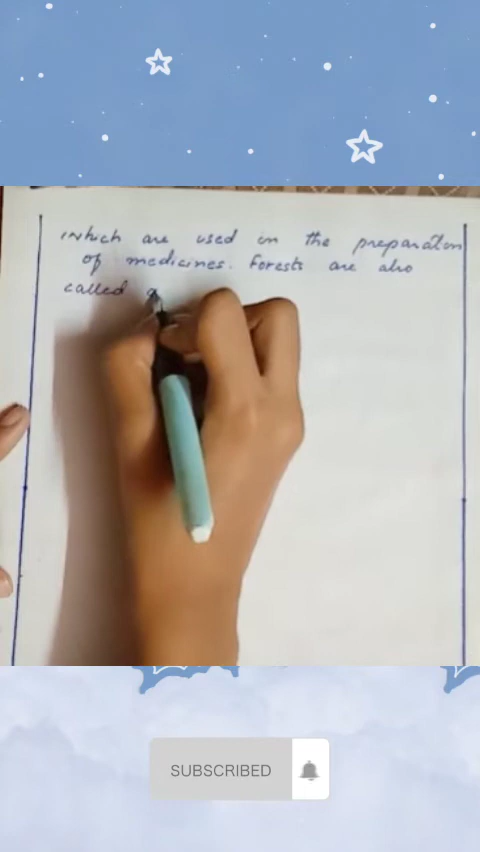 which are used in the preparation
of medicines. Forests are also
called
SUBSCRIBED